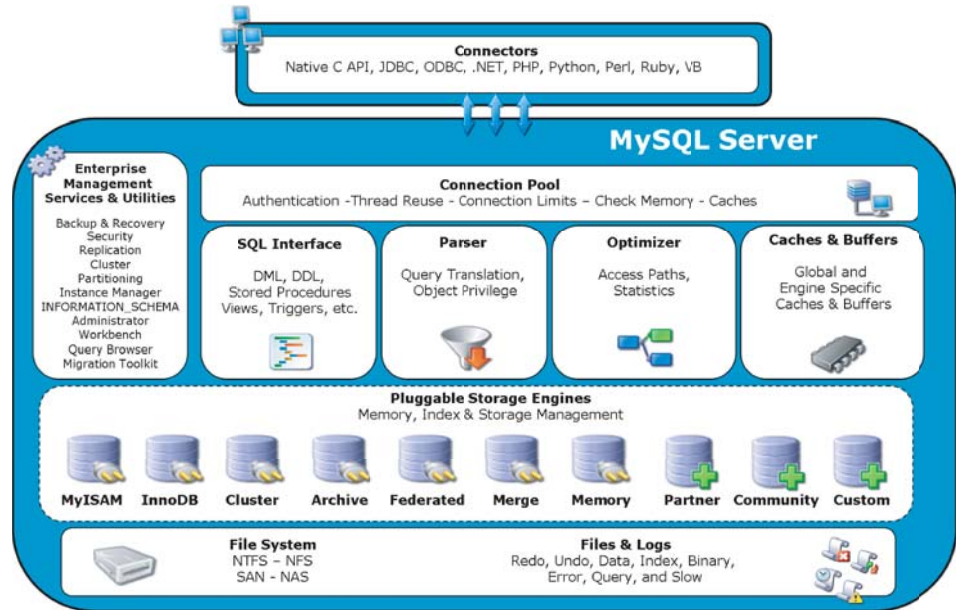 Connectors
Native C API, JDBC, ODBC, .NET, PHP, Python, Perl, Ruby, VB
MySQL Server
Enterprise
Management
Services & Utilities
Backup & Recovery
Security
Replication
Cluster
Partitioning
Instance Manager
INFORMATION_SCHEMA
Administrator
Workbench
Query Browser
Migration Toolkit
Connection Pool
Authentication -Thread Reuse - Connection Limits – Check Memory - Caches
SQL Interface
DML, DDL,
Stored Procedures
Views, Triggers, etc.
Parser
Query Translation,
Object Privilege
Optimizer
Access Paths,
Statistics
Caches & Buffers
Global and
Engine Specific
Caches & Buffers
Pluggable Storage Engines
Memory, Index & Storage Management
MyISAM
InnoDB
Cluster
Archive
Federated
Merge
Memory
Partner
Community
Custom
File System
NTFS – NFS
SAN - NAS
Files & Logs
Redo, Undo, Data, Index, Binary,
Error, Query, and Slow